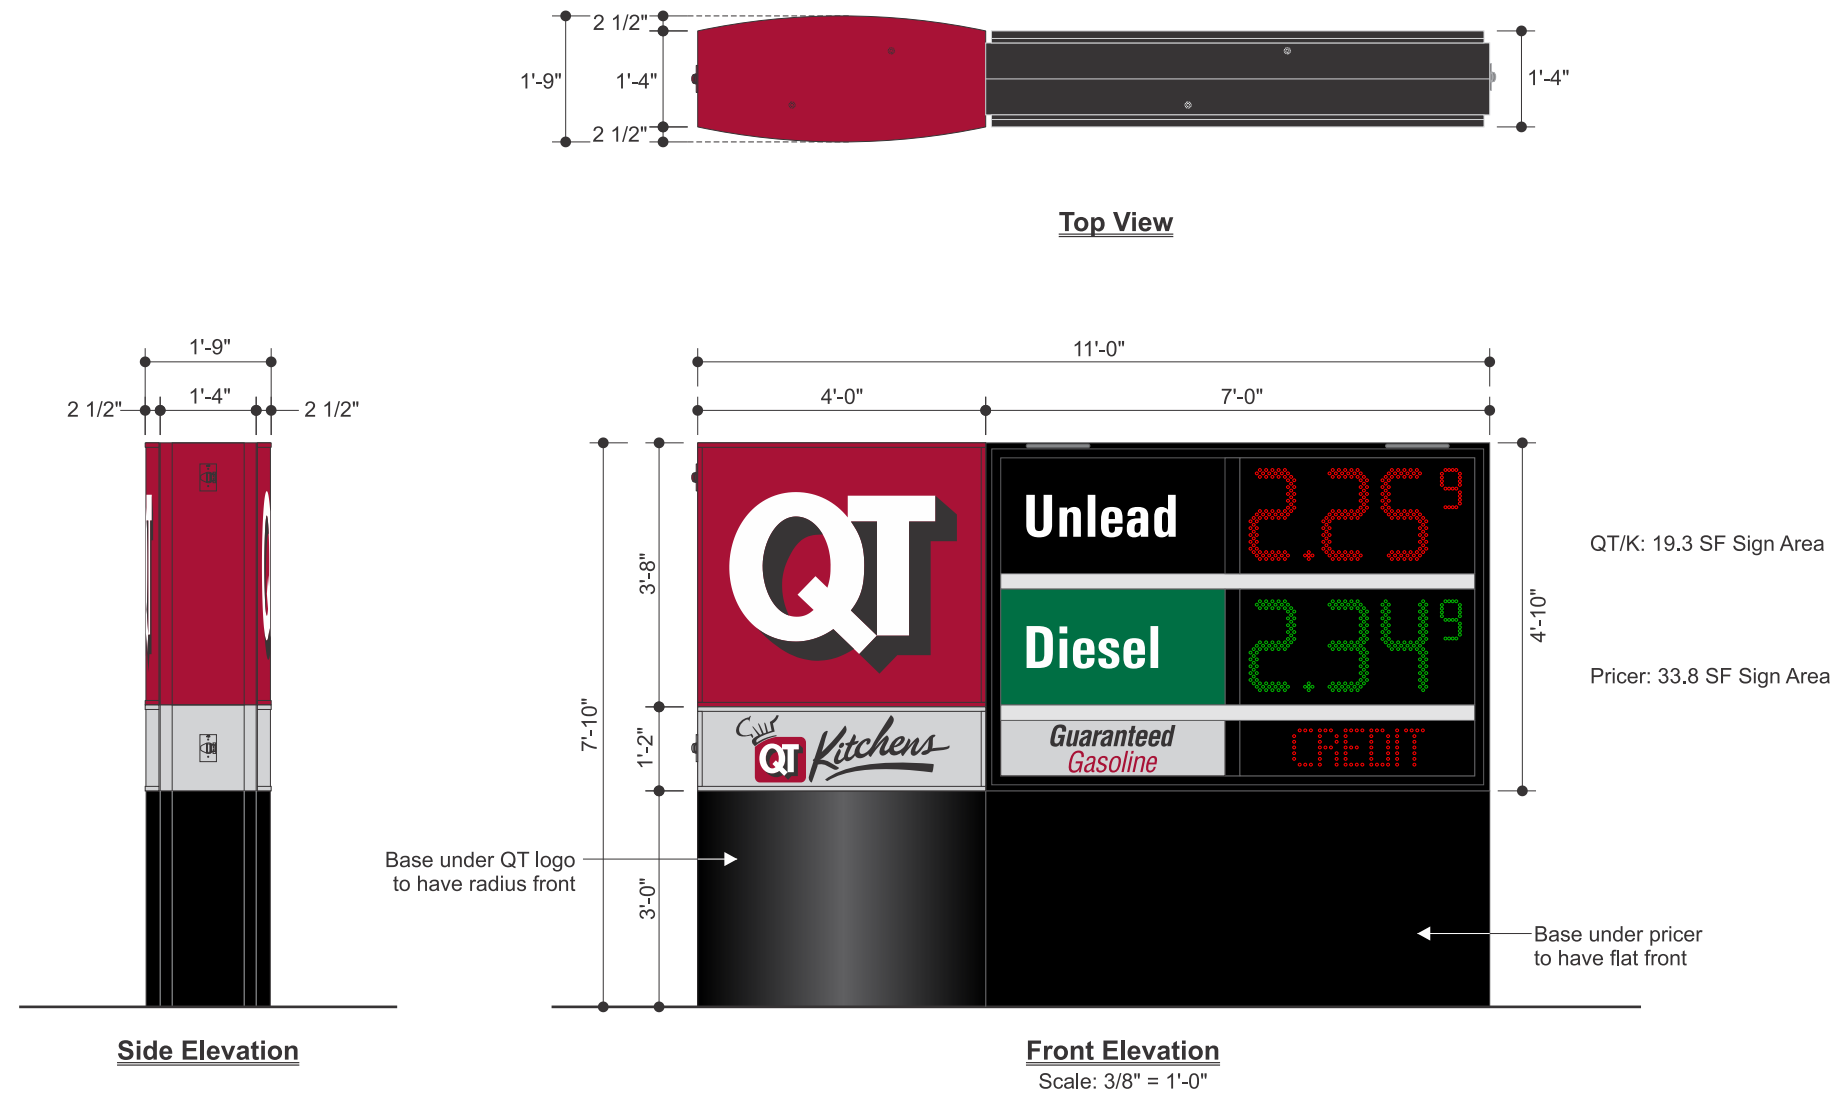 2 1/2"
1'-9"
1'-4"
1'-4"
2 1/2"
Top View
1'-9"
2 1/2"
1'-4"
2 1/2"
Side Elevation
11'-0"
4'-0"
7'-0"
7'-10"
3'-8"
1'-2"
3'-0"
4'-10"
QT
Unlead
2.25 9
Diesel
2.34 9
QT Kitchens
Guaranteed
Gasoline
CREDIT
QT/K: 19.3 SF Sign Area
Pricer: 33.8 SF Sign Area
Base under QT logo
to have radius front
Base under pricer
to have flat front
Front Elevation
Scale: 3/8" = 1'-0"